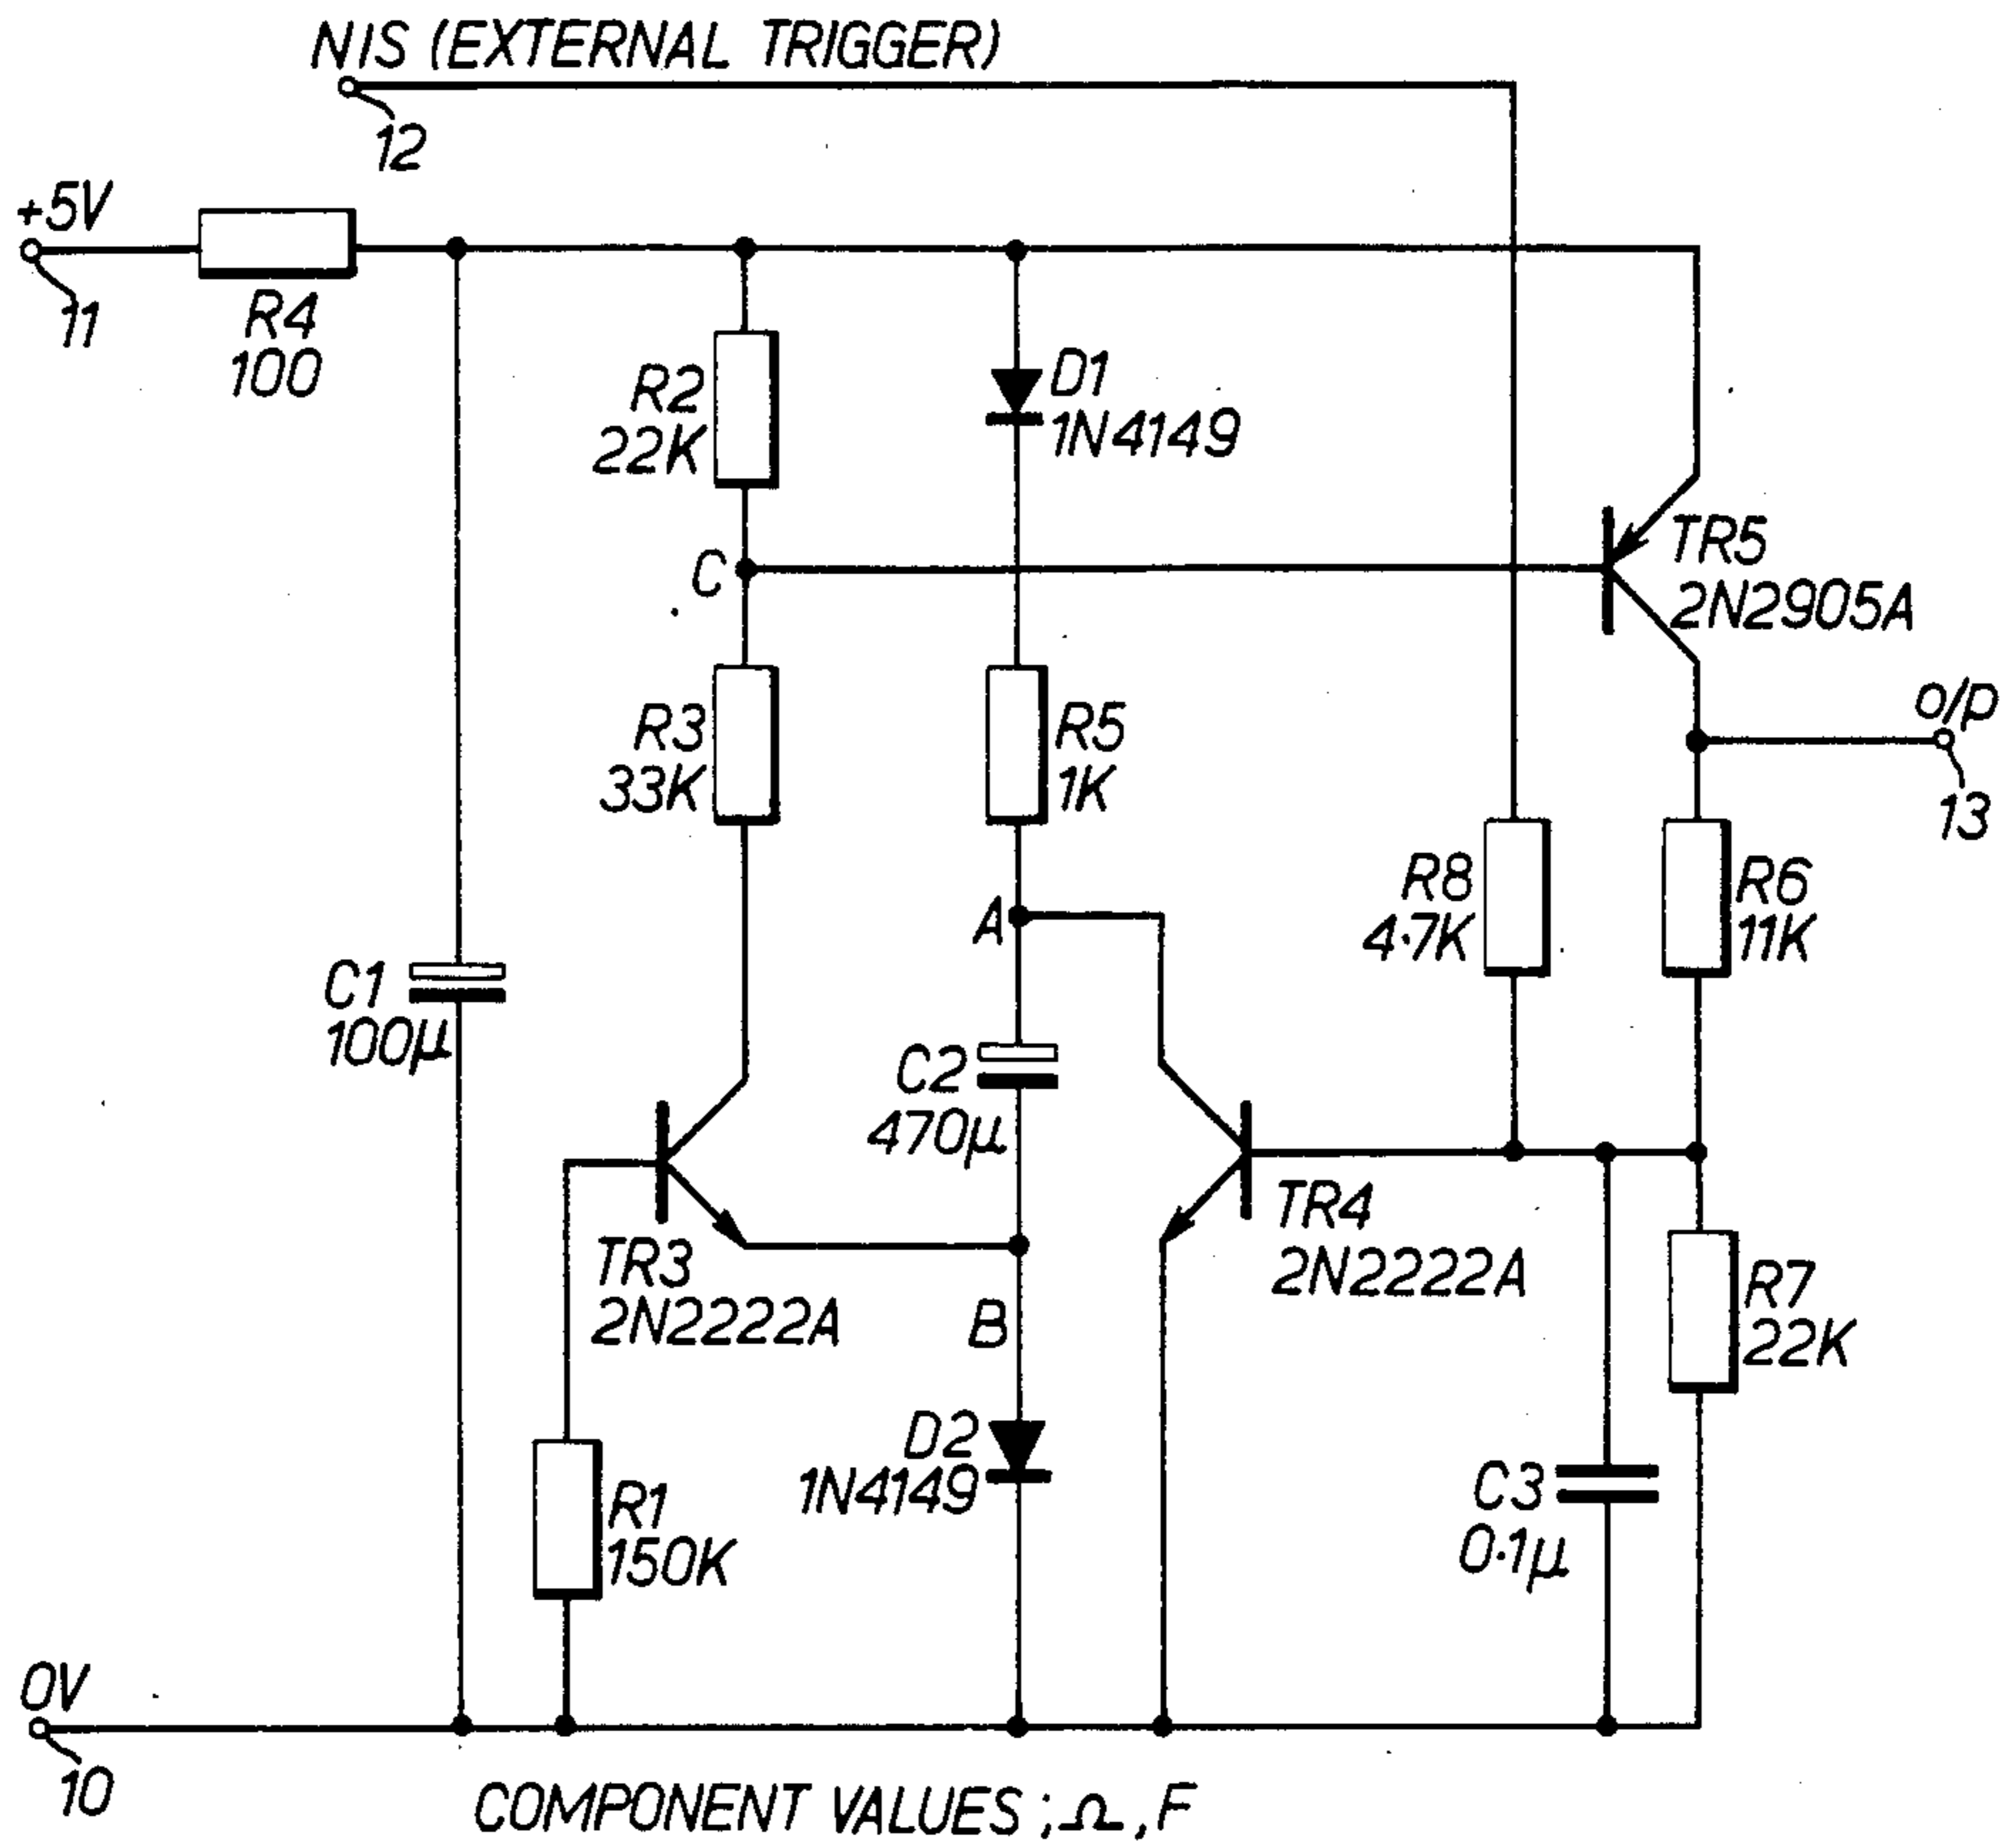 NIS (EXTERNAL TRIGGER)
12
+5V
11
R4
100
R2
22K
D1
1N4149
C
TR5
2N2905A
R3
33K
R5
1K
o/p
13
A
R8
4.7K
R6
11K
C1
100µ
C2
470µ
TR3
2N2222A
B
TR4
2N2222A
R7
22K
D2
1N4149
R1
150K
C3
0.1µ
0V
10
COMPONENT VALUES ; Ω, F